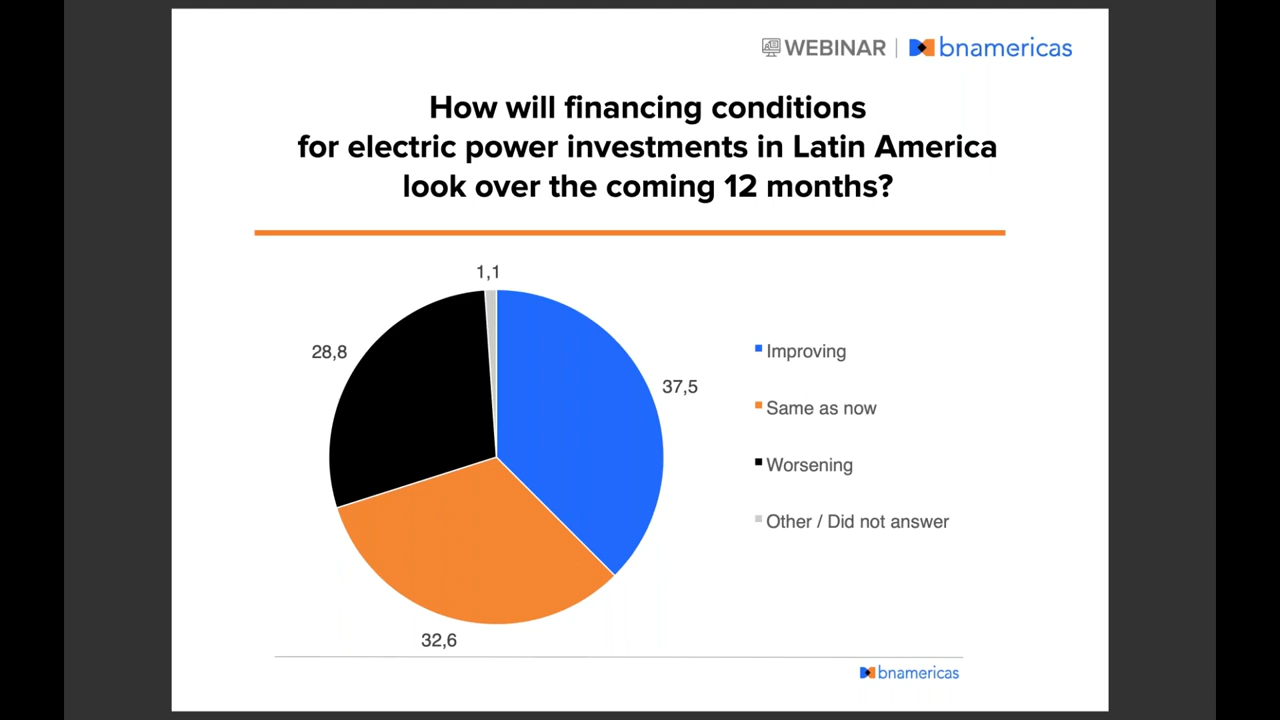 WEBINAR | bnamericas
How will financing conditions
for electric power investments in Latin America
look over the coming 12 months?
1,1
28,8
37,5
32,6
Improving
Same as now
Worsening
Other / Did not answer
bnamericas